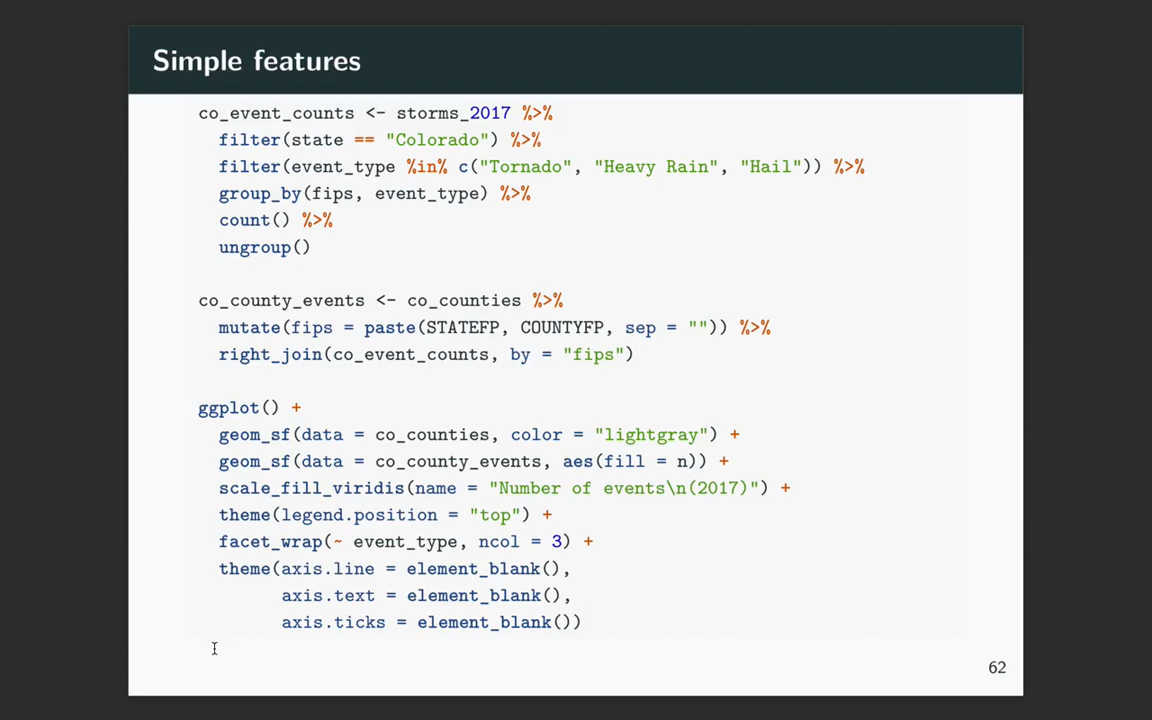 Simple features
co_event_counts <- storms_2017 %>%
  filter(state == "Colorado") %>%
  filter(event_type %in% c("Tornado", "Heavy Rain", "Hail")) %>%
  group_by(fips, event_type) %>%
  count() %>%
  ungroup()
co_county_events <- co_counties %>%
  mutate(fips = paste(STATEFP, COUNTYFP, sep = "")) %>%
  right_join(co_event_counts, by = "fips")
ggplot() +
  geom_sf(data = co_counties, color = "lightgray") +
  geom_sf(data = co_county_events, aes(fill = n)) +
  scale_fill_viridis(name = "Number of events\n(2017)") +
  theme(legend.position = "top") +
  facet_wrap(~ event_type, ncol = 3) +
  theme(axis.line = element_blank(),
        axis.text = element_blank(),
        axis.ticks = element_blank())
62